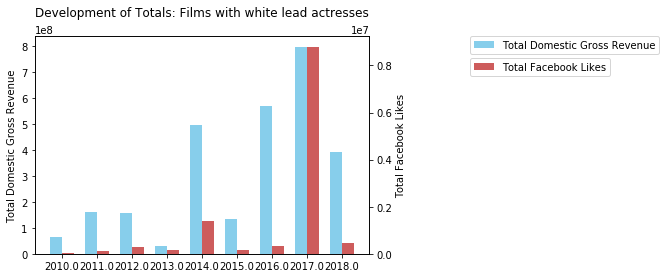 Development of Totals: Films with white lead actresses
1e8
1e7
Total Domestic Gross Revenue
Total Facebook Likes
8
7
6
5
4
3
2
1
0
Total Domestic Gross Revenue
0.8
0.6
0.4
0.2
0.0
Total Facebook Likes
2010.0 2011.0 2012.0 2013.0 2014.0 2015.0 2016.0 2017.0 2018.0